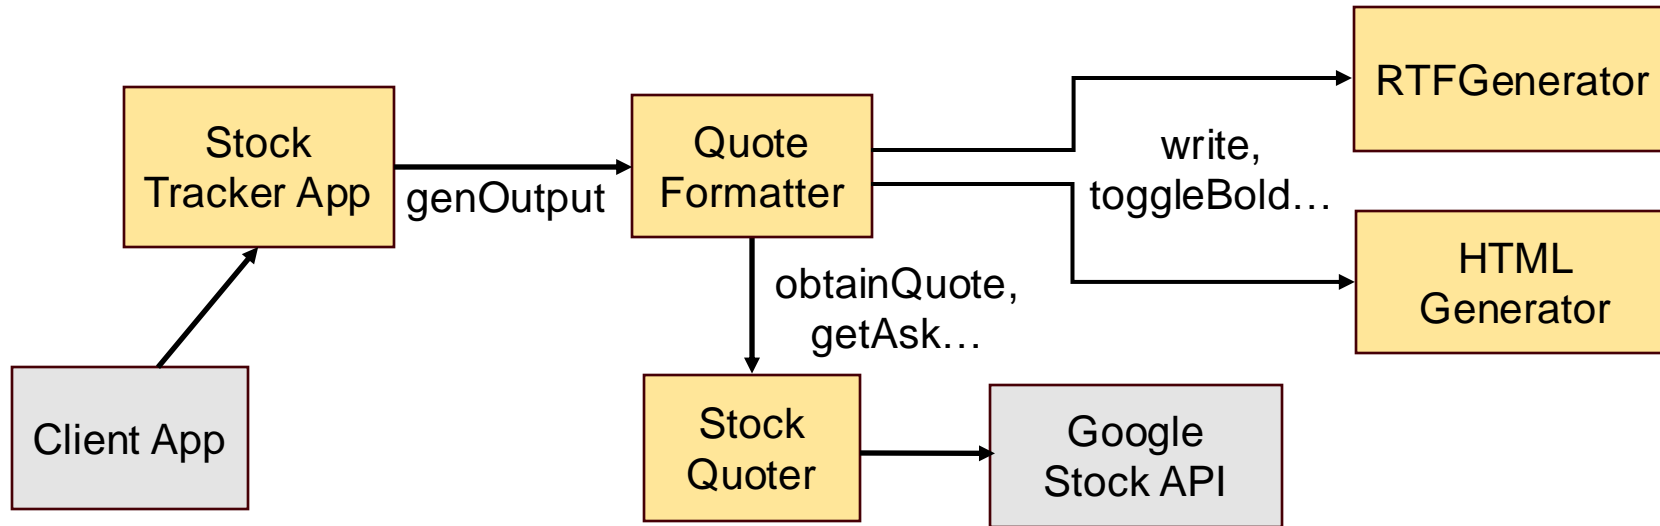 Stock
Tracker App
genOutput
Quote
Formatter
write,
toggleBold…
RTFGenerator
HTML
Generator
obtainQuote,
getAsk…
Client App
Stock
Quoter
Google
Stock API